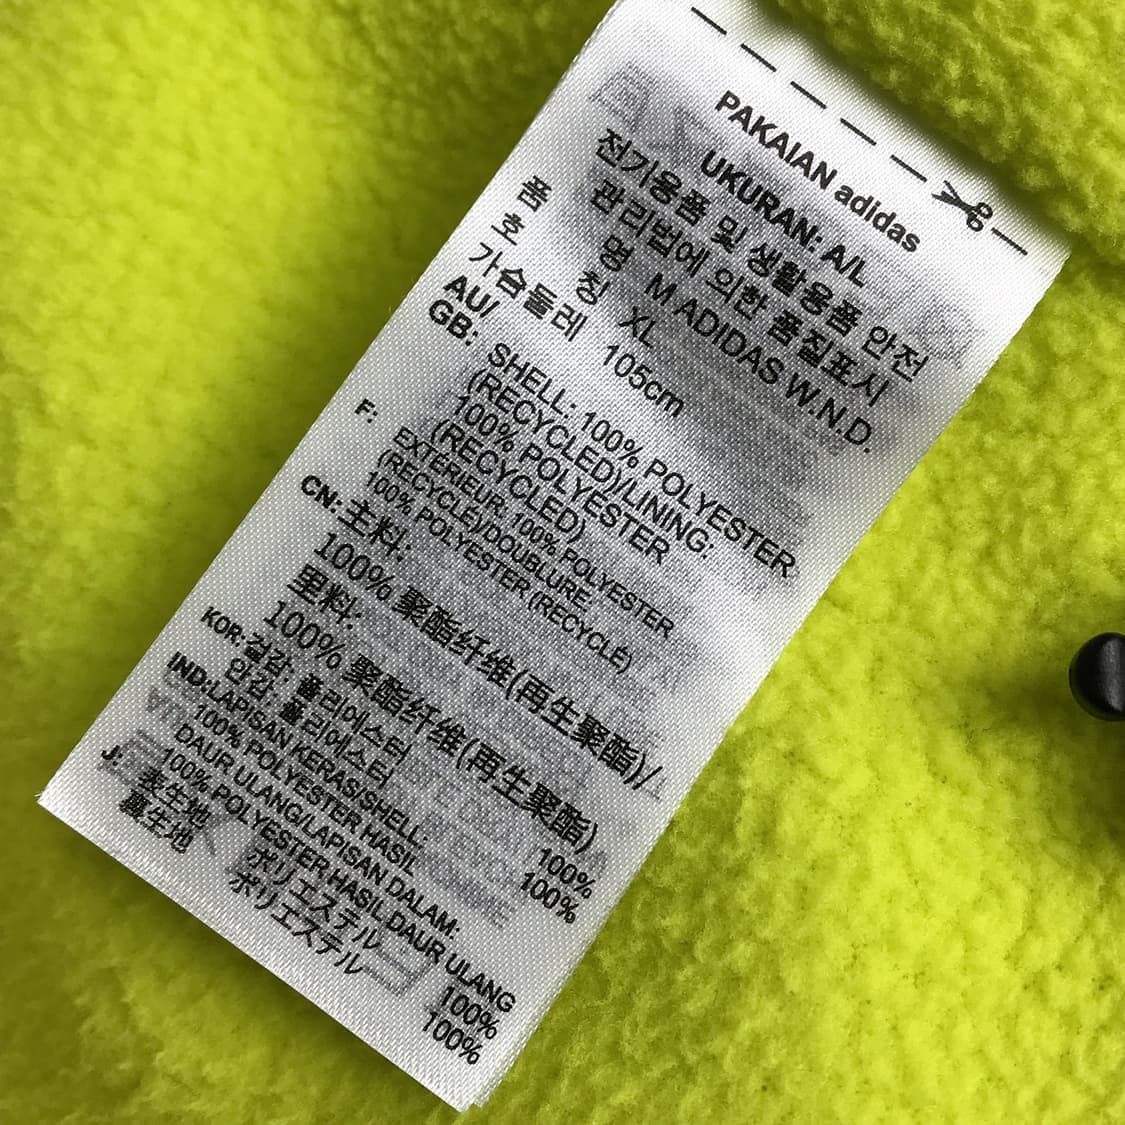 PAKAIAN adidas
UKURAN: A/L
전기용품 및 생활용품 안전
관리법에 의한 품질표시
품 명 M ADIDAS W.N.D.
호 칭 XL
가슴둘레 105cm
AU/
GB: SHELL: 100% POLYESTER
(RECYCLED)/LINING:
100% POLYESTER
(RECYCLED)
F: EXTÉRIEUR: 100% POLYESTER
(RECYCLÉ)/DOUBLURE:
100% POLYESTER (RECYCLÉ)
CN: 主料:
100% 聚酯纤维(再生聚酯)/
里料:
100% 聚酯纤维(再生聚酯)
KOR: 겉감: 폴리에스터 100%
안감: 폴리에스터 100%
IND: LAPISAN KERAS/SHELL:
100% POLYESTER HASIL
DAUR ULANG/LAPISAN DALAM:
100% POLYESTER HASIL DAUR ULANG
J: 表生地 ポリエステル 100%
裏生地 ポリエステル 100%